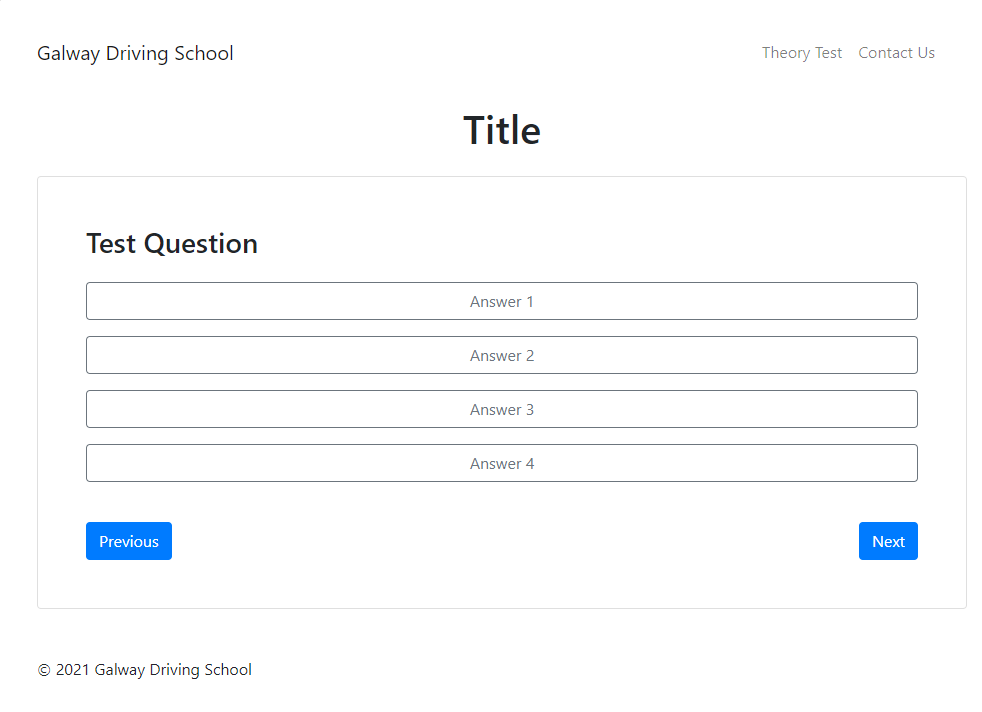 Galway Driving School
Theory Test Contact Us
Title
Test Question
Answer 1
Answer 2
Answer 3
Answer 4
Previous
Next
© 2021 Galway Driving School